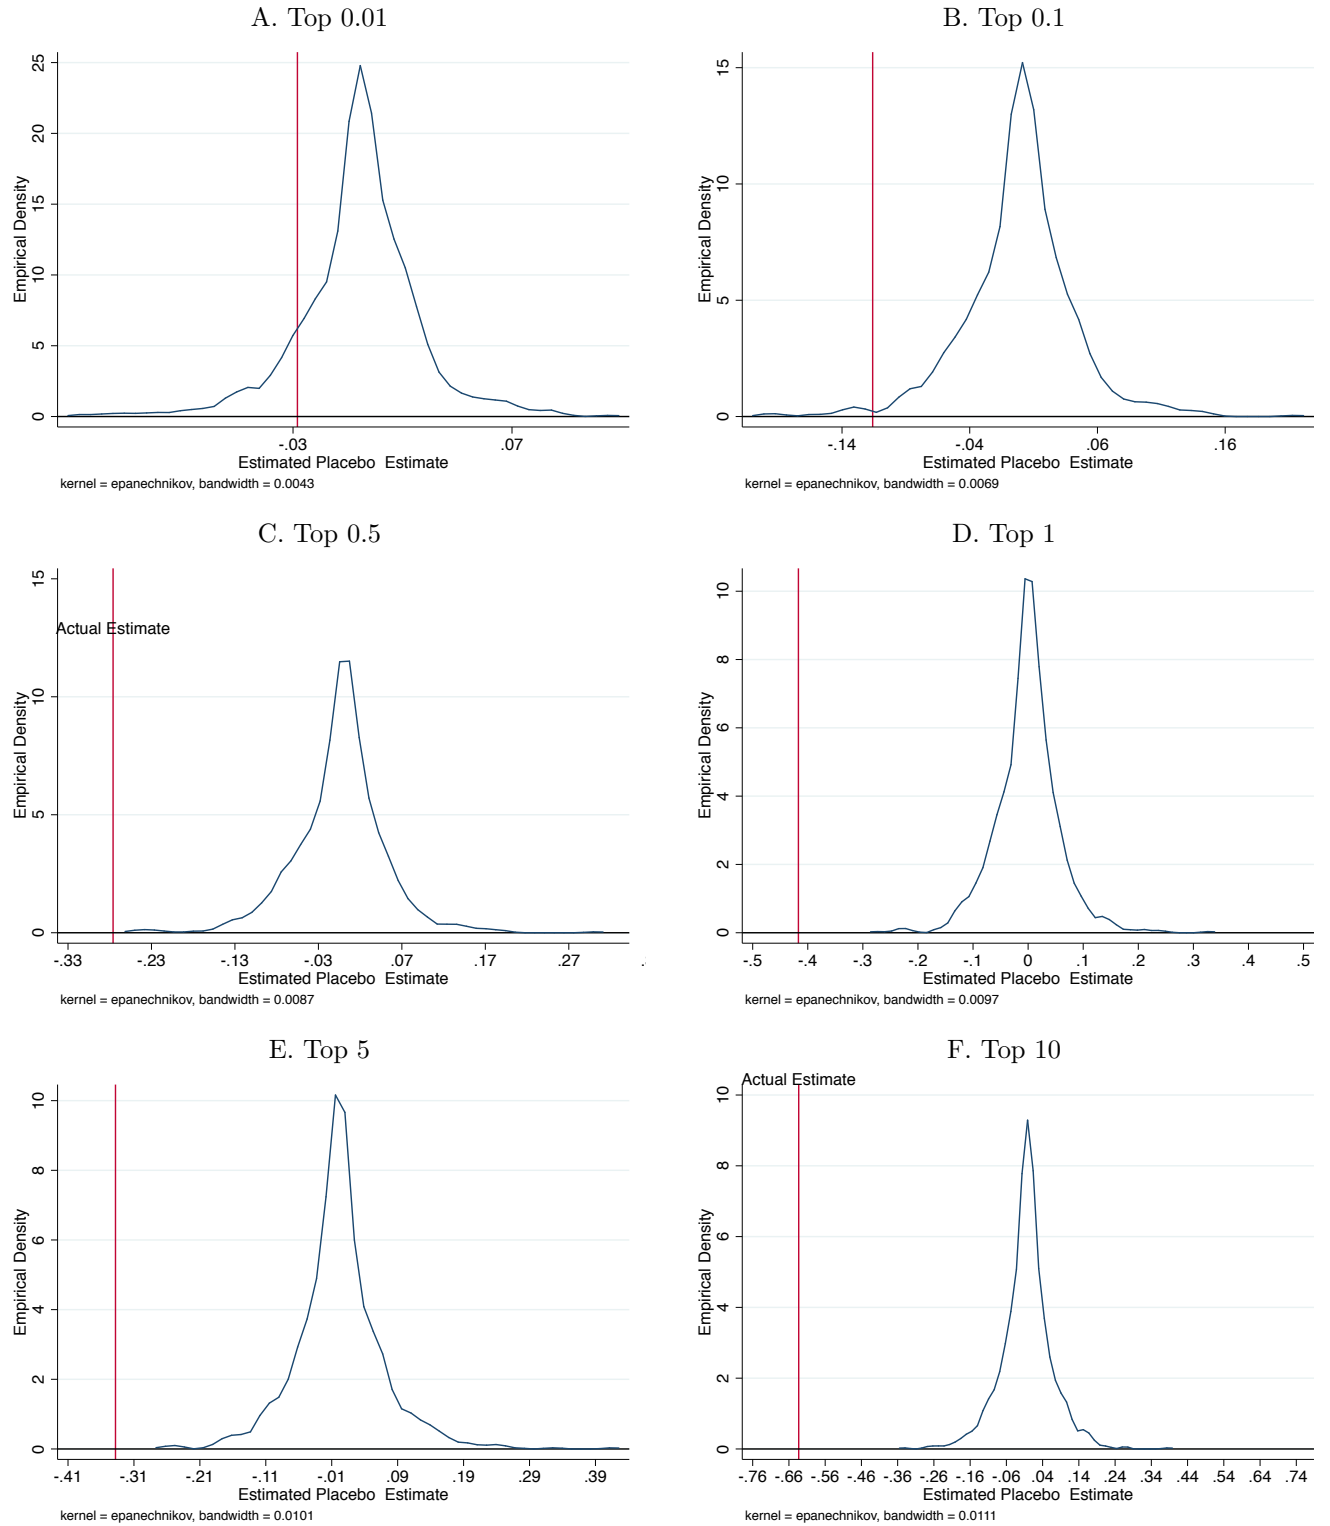 A. Top 0.01
25
20
15
10
5
0
Empirical Density
-.03 .07
Estimated Placebo Estimate
kernel = epanechnikov, bandwidth = 0.0043
B. Top 0.1
15
10
5
0
Empirical Density
-.14 -.04 .06 .16
Estimated Placebo Estimate
kernel = epanechnikov, bandwidth = 0.0069
C. Top 0.5
15
10
5
0
Empirical Density
Actual Estimate
-.33 -.23 -.13 -.03 .07 .17 .27
Estimated Placebo Estimate
kernel = epanechnikov, bandwidth = 0.0087
D. Top 1
10
8
6
4
2
0
Empirical Density
-.5 -.4 -.3 -.2 -.1 0 .1 .2 .3 .4 .5
Estimated Placebo Estimate
kernel = epanechnikov, bandwidth = 0.0097
E. Top 5
10
8
6
4
2
0
Empirical Density
-.41 -.31 -.21 -.11 -.01 .09 .19 .29 .39
Estimated Placebo Estimate
kernel = epanechnikov, bandwidth = 0.0101
F. Top 10
Actual Estimate
10
8
6
4
2
0
Empirical Density
-.76 -.66 -.56 -.46 -.36 -.26 -.16 -.06 .04 .14 .24 .34 .44 .54 .64 .74
Estimated Placebo Estimate
kernel = epanechnikov, bandwidth = 0.0111